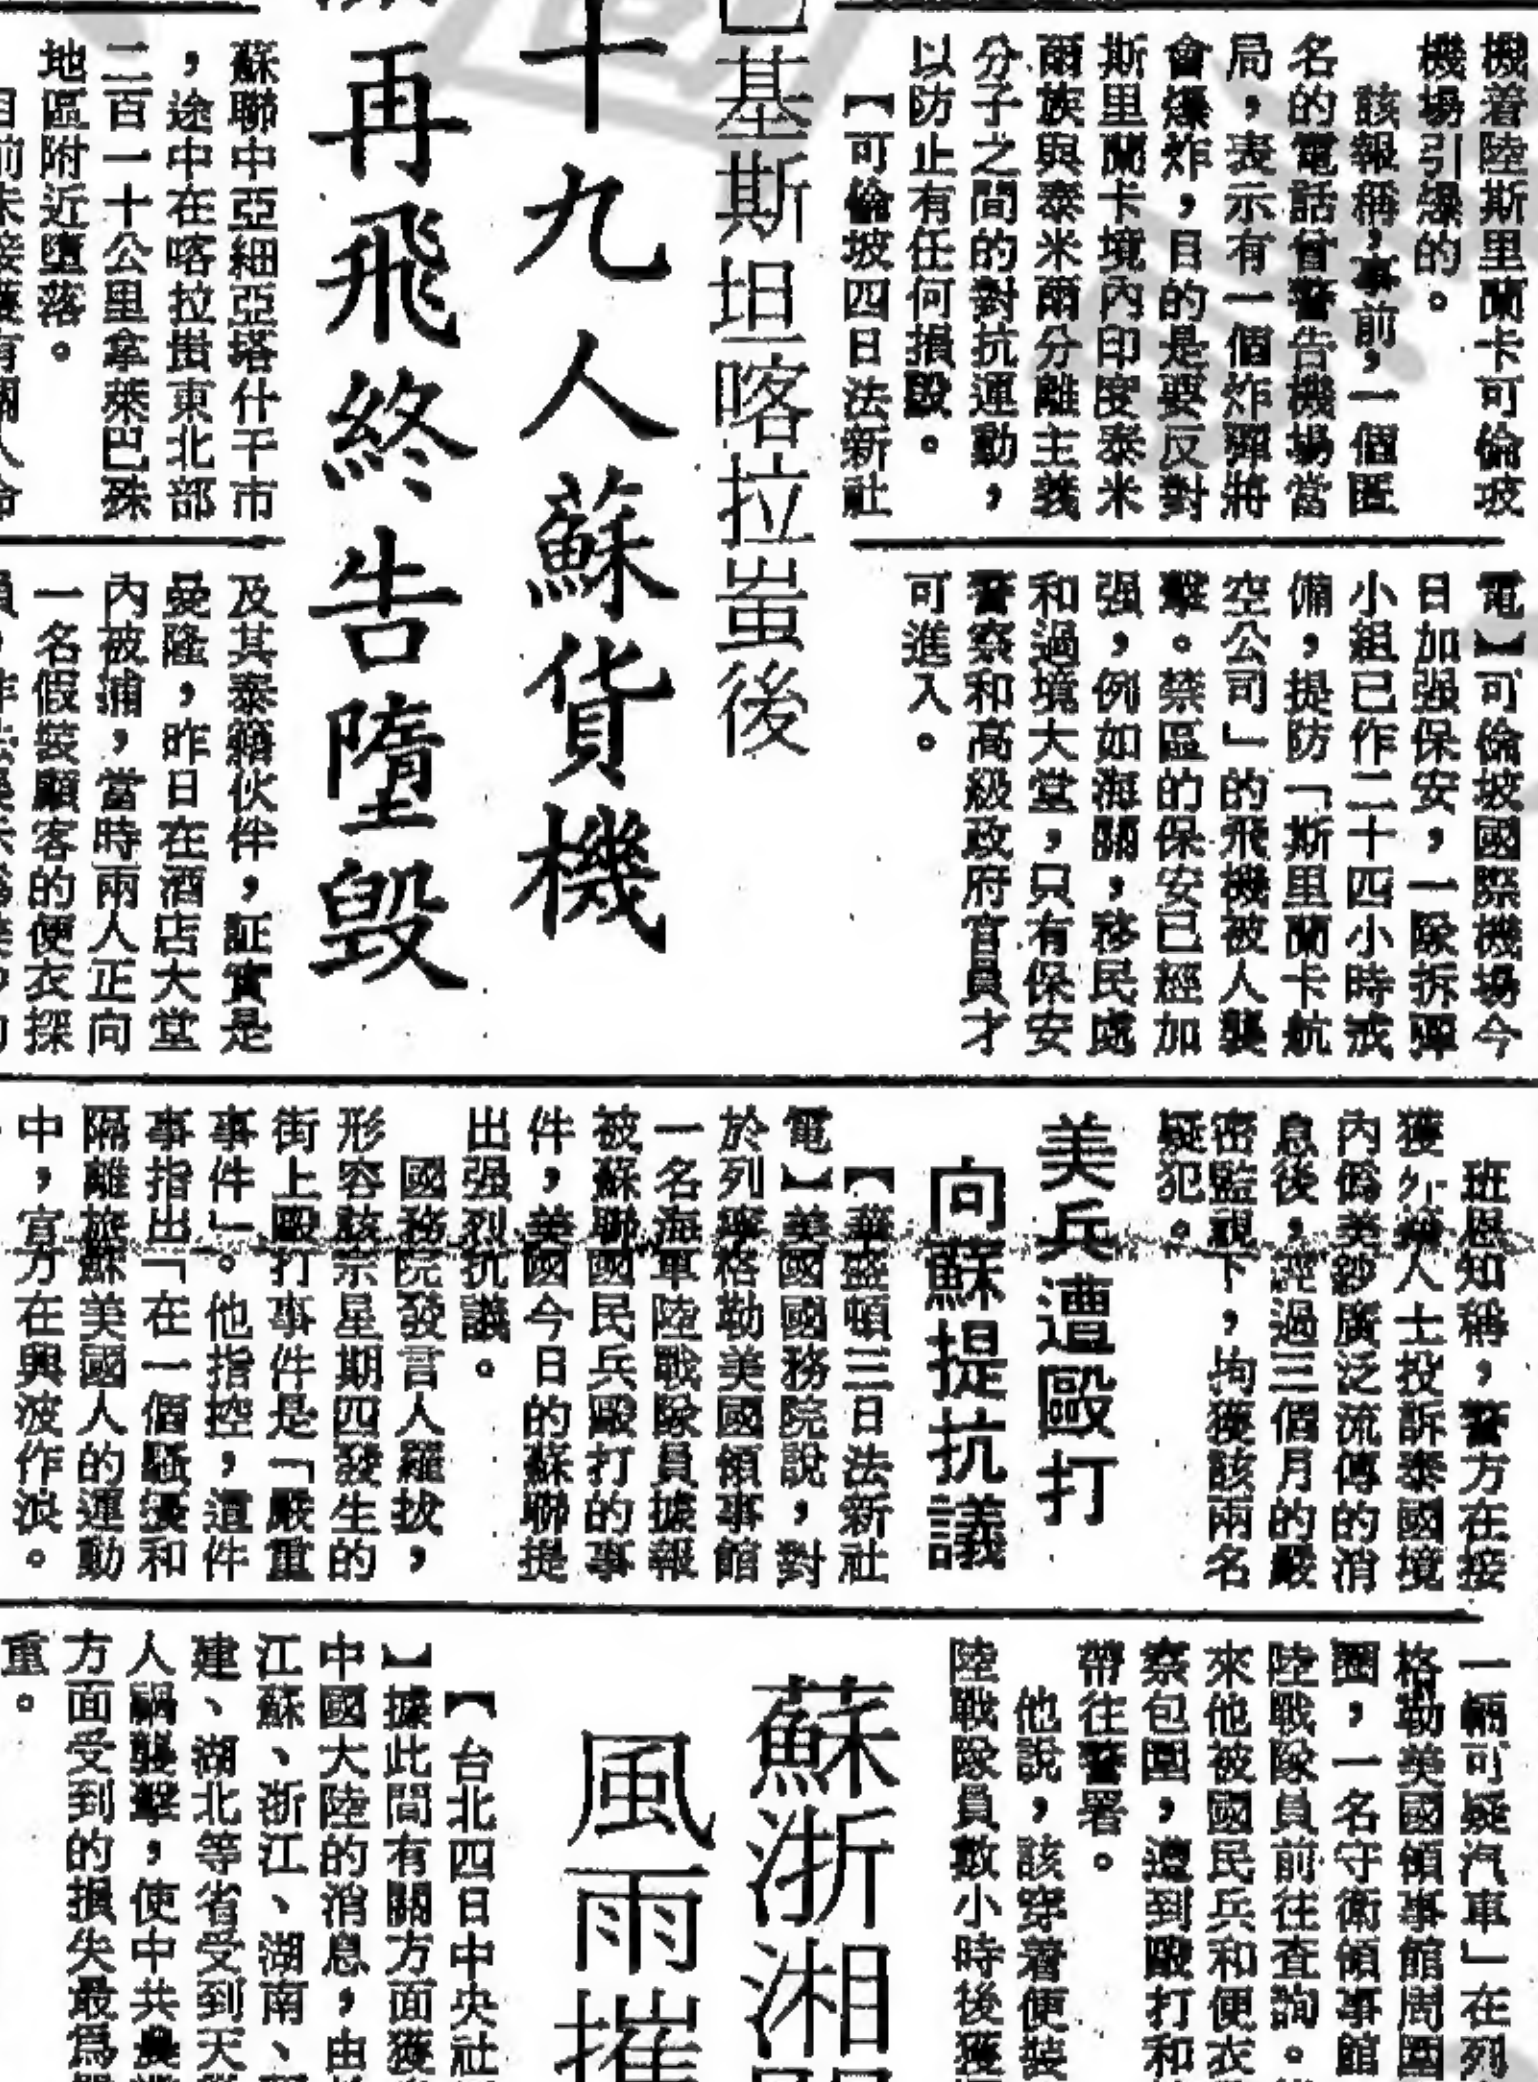 機着陸斯里蘭卡可倫坡
機場引爆的。
該報稱,事前,一個匿
名的電話曾警告機場當
局,表示有一個炸彈將
會爆炸,目的是要反對
斯里蘭卡境內印度泰米
爾族與泰米爾分離主義
分子之間的對抗運動,
以防止有任何損毀。
【可倫坡四日法新社
電】可倫坡國際機場今
日加强保安,一隊拆彈
小組已作二十四小時戒
備,提防「斯里蘭卡航
空公司」的飛機被人襲
擊。禁區的保安已經加
强,例如海關,移民處
和過境大堂,只有保安
警察和高級政府官員才
可進入。
基斯坦喀拉蚩後
十九人蘇貨機
再飛終告墮毀
蘇聯中亞細亞塔什干市
,途中在喀拉蚩東北部
二百一十公里拿萊巴殊
地區附近墮落。
目前未接獲有關人命
及其泰籍伙伴,証實是
曼隆,昨日在酒店大堂
內被捕,當時兩人正向
一名假裝顧客的便衣探
班恩知稱,警方在接
獲外籍人士投訴泰國境
內僞美鈔廣泛流傳的消
息後,經過三個月的嚴
密監視下,拘獲該兩名
疑犯。
美兵遭毆打
向蘇提抗議
【華盛頓三日法新社
電】美國國務院說,對
於列寧格勒美國領事館
一名海軍陸戰隊員據報
被蘇聯國民兵毆打的事
件,美國今日的蘇聯提
出强烈抗議。
國務院發言人羅拔,
形容該宗星期四發生的
街上毆打事件是「嚴重
事件」。他指控,這件
事指出「在一個騷擾和
隔離旅蘇美國人的運動
中,官方在興波作浪。
一輛可疑汽車」在列
格勒美國領事館周圍
圈,一名守衛領事館
陸戰隊員前往查詢。
來他被國民兵和便衣
察包圍,遭到毆打和
帶往警署。
他說,該穿着便裝
陸戰隊員數小時後獲
蘇浙湘
風雨摧
【台北四日中央社
】據此間有關方面獲
中國大陸的消息,由
江蘇、浙江、湖南、
建、湖北等省受到天
人禍襲擊,使中共農
方面受到的損失最爲
重。